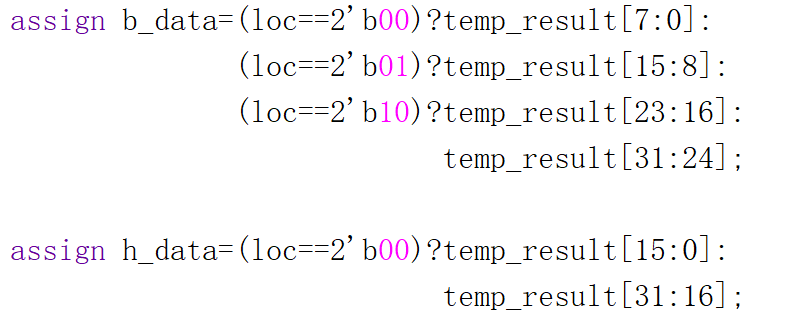 assign b_data=(loc==2'b00)?temp_result[7:0]:
(loc==2'b01)?temp_result[15:8]:
(loc==2'b10)?temp_result[23:16]:
temp_result[31:24];
assign h_data=(loc==2'b00)?temp_result[15:0]:
temp_result[31:16];